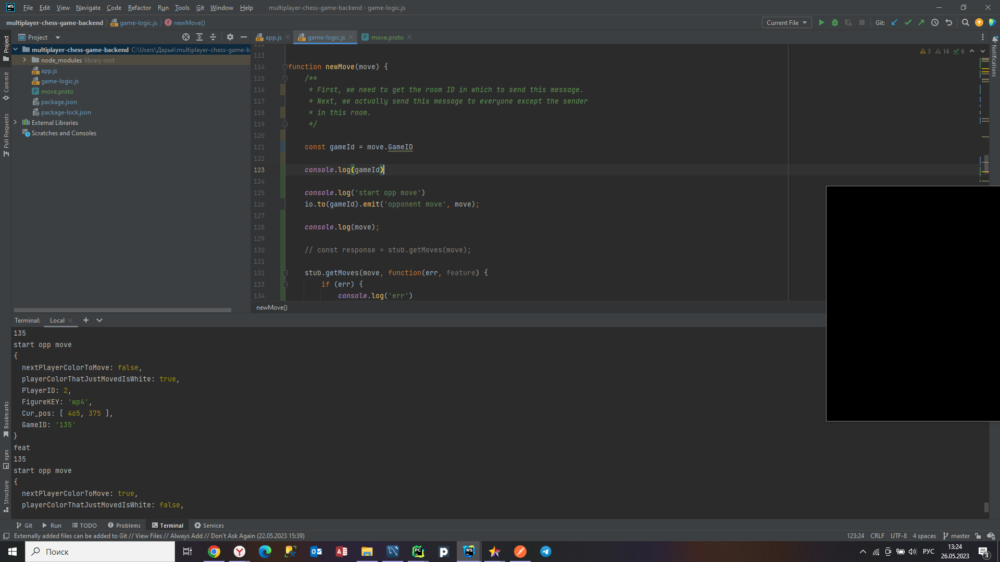 File Edit View Navigate Code Refactor Run Tools Git Window Help multiplayer-chess-game-backend - game-logic.js
multiplayer-chess-game-backend game-logic.js newMove()
Current File Git:
Project
app.js game-logic.js move.proto
multiplayer-chess-game-backend C:\Users\Дарья\multiplayer-chess-game-b
node_modules library root
app.js
game-logic.js
move.proto
package.json
package-lock.json
External Libraries
Scratches and Consoles
Project
Commit
Pull Requests
Bookmarks
npm
Structure
Notifications
3 14 6
112
113
114 function newMove(move) {
115 /**
116 * First, we need to get the room ID in which to send this message.
117 * Next, we actually send this message to everyone except the sender
118 * in this room.
119 */
120
121 const gameId = move.GameID
122
123 console.log(gameId)
124
125 console.log('start opp move')
126 io.to(gameId).emit('opponent move', move);
127
128 console.log(move);
129
130 // const response = stub.getMoves(move);
131
132 stub.getMoves(move, function(err, feature) {
133 if (err) {
134 console.log('err')
newMove()
Terminal: Local
135
start opp move
{
nextPlayerColorToMove: false,
playerColorThatJustMovedIsWhite: true,
PlayerID: 2,
FigureKEY: 'wp4',
Cur_pos: [ 465, 375 ],
GameID: '135'
}
feat
135
start opp move
{
nextPlayerColorToMove: true,
playerColorThatJustMovedIsWhite: false,
Git Run TODO Problems Terminal Services
Externally added files can be added to Git // View Files // Always Add // Don't Ask Again (22.05.2023 15:39)
123:24 CRLF UTF-8 4 spaces master
Поиск
РУС
13:24
26.05.2023
3